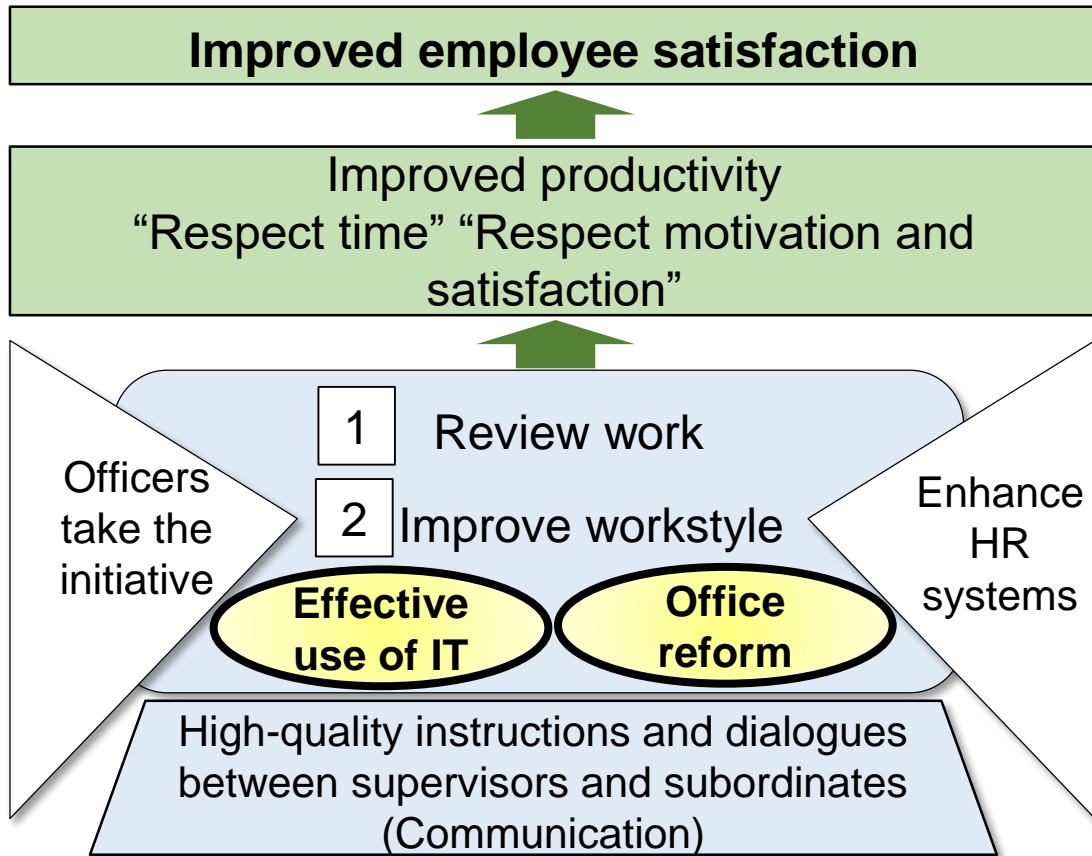 Improved employee satisfaction
Improved productivity
“Respect time” “Respect motivation and
satisfaction”
1
Review work
2
Improve workstyle
Officers
take the
initiative
Enhance
HR
systems
Effective
use of IT
Office
reform
High-quality instructions and dialogues
between supervisors and subordinates
(Communication)